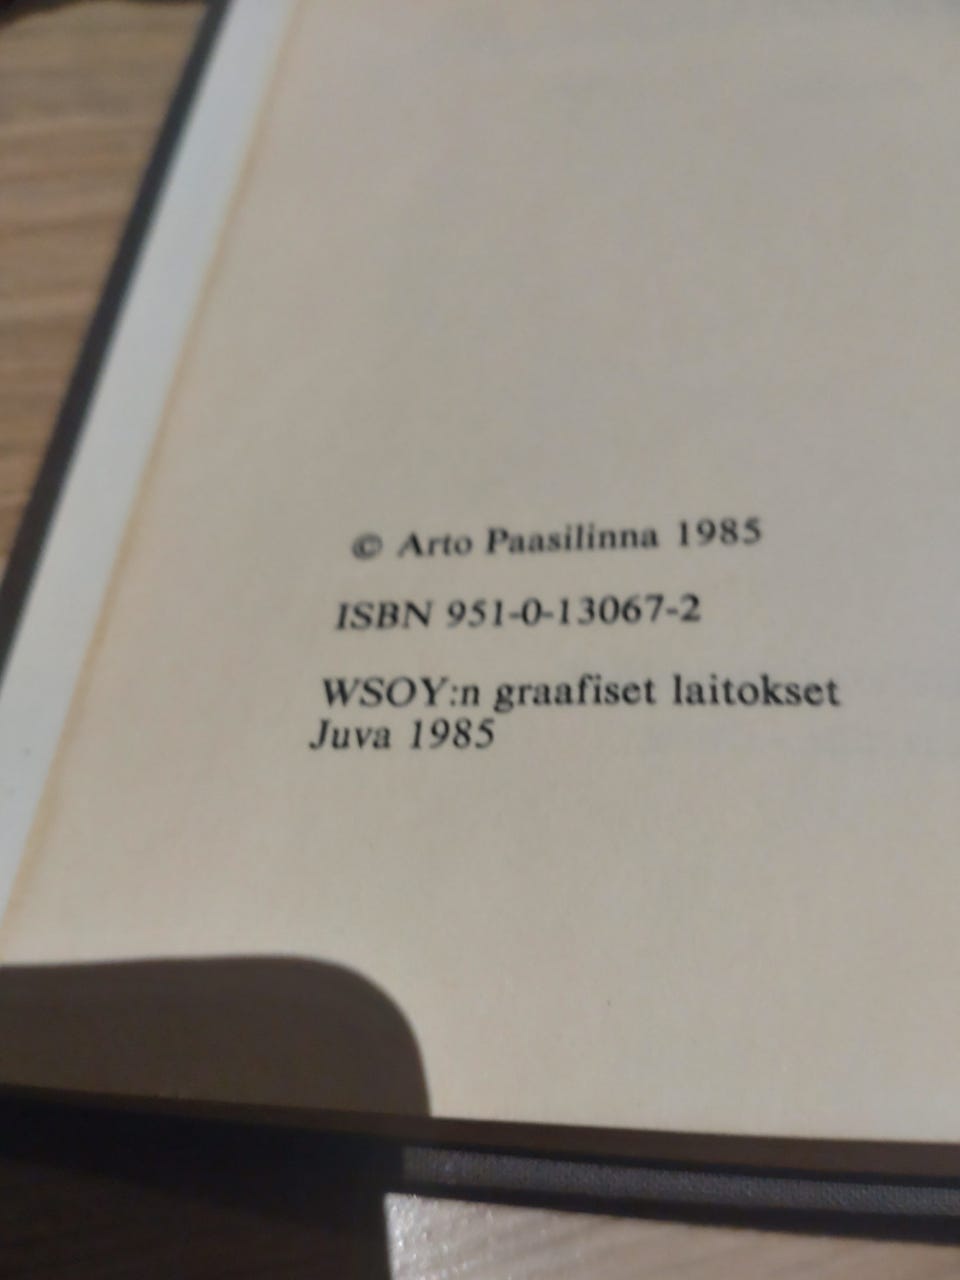 © Arto Paasilinna 1985
ISBN 951-0-13067-2
WSOY:n graafiset laitokset
Juva 1985